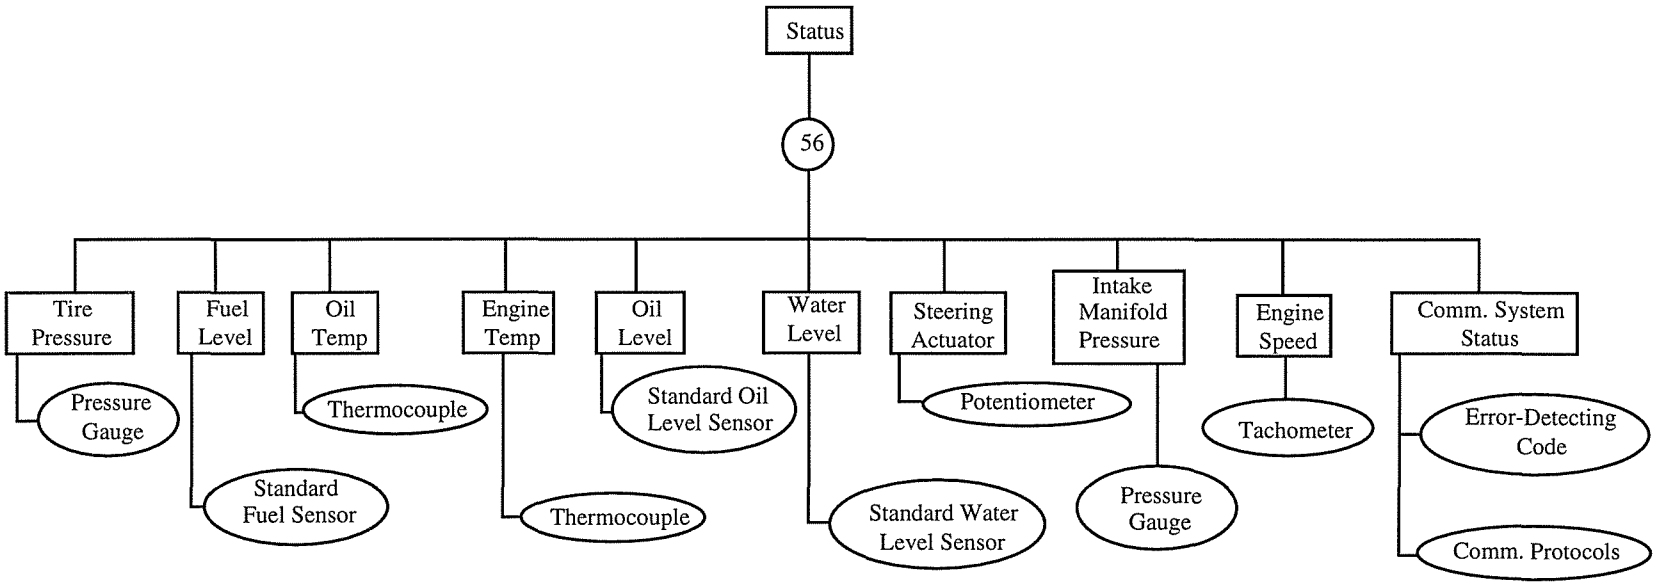 Status
56
Tire
Pressure
Fuel
Level
Oil
Temp
Engine
Temp
Oil
Level
Water
Level
Steering
Actuator
Intake
Manifold
Pressure
Engine
Speed
Comm. System
Status
Pressure
Gauge
Standard
Fuel Sensor
Thermocouple
Thermocouple
Standard Oil
Level Sensor
Standard Water
Level Sensor
Potentiometer
Pressure
Gauge
Tachometer
Error-Detecting
Code
Comm. Protocols